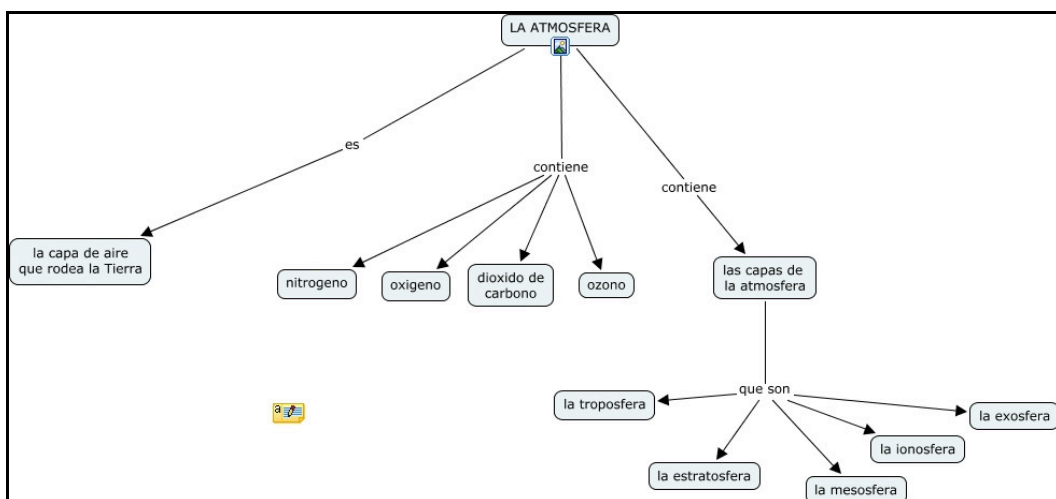 LA ATMOSFERA
es
contiene
contiene
la capa de aire
que rodea la Tierra
nitrogeno
oxigeno
dioxido de
carbono
ozono
las capas de
la atmosfera
que son
la troposfera
la exosfera
la ionosfera
la estratosfera
la mesosfera
a